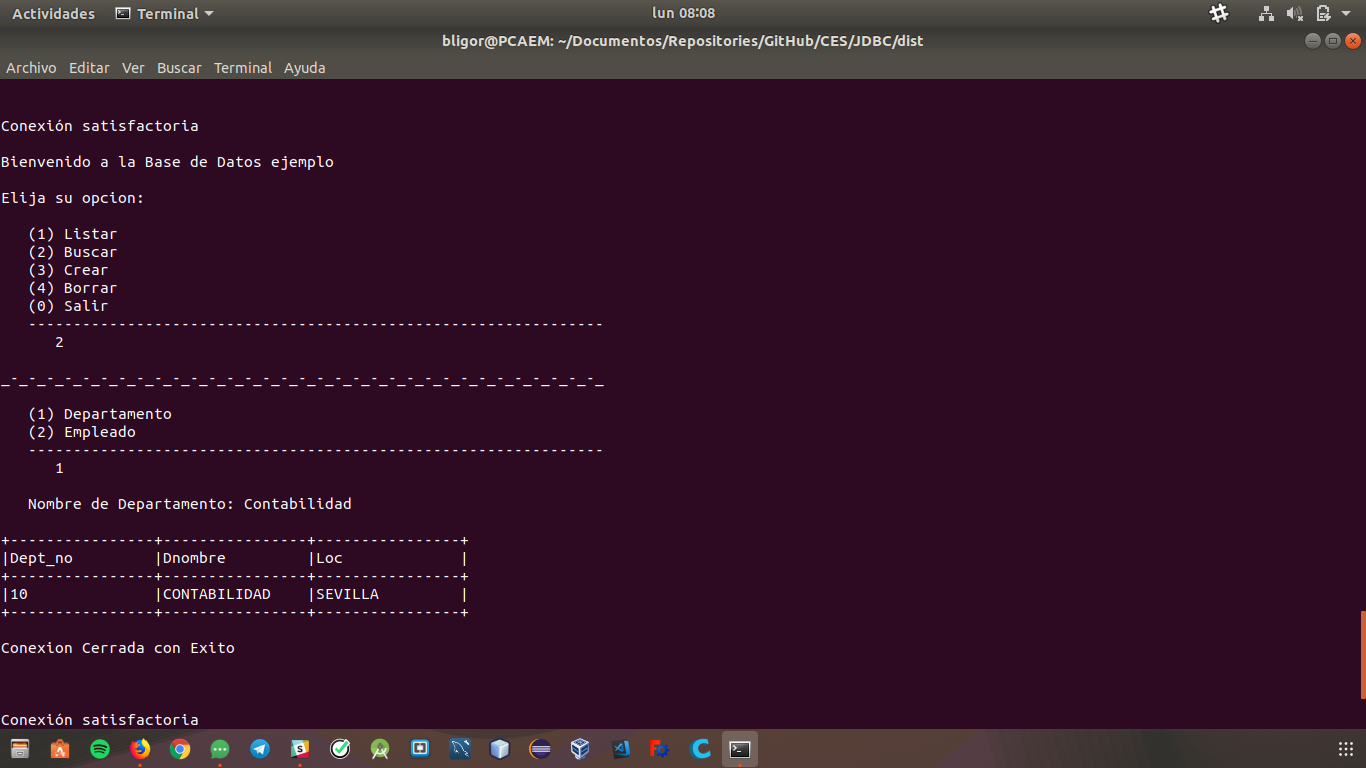 Actividades Terminal lun 08:08
bligor@PCAEM: ~/Documentos/Repositories/GitHub/CES/JDBC/dist
Archivo Editar Ver Buscar Terminal Ayuda
Conexión satisfactoria
Bienvenido a la Base de Datos ejemplo
Elija su opcion:
(1) Listar
(2) Buscar
(3) Crear
(4) Borrar
(0) Salir
----------------------------------------------------------------
2
_-_-_-_-_-_-_-_-_-_-_-_-_-_-_-_-_-_-_-_-_-_-_-_-_-_-_-_-_-_-_-_-_-_
(1) Departamento
(2) Empleado
----------------------------------------------------------------
1
Nombre de Departamento: Contabilidad
+----------------+----------------+----------------+
|Dept_no         |Dnombre         |Loc             |
+----------------+----------------+----------------+
|10              |CONTABILIDAD    |SEVILLA         |
+----------------+----------------+----------------+
Conexion Cerrada con Exito
Conexión satisfactoria